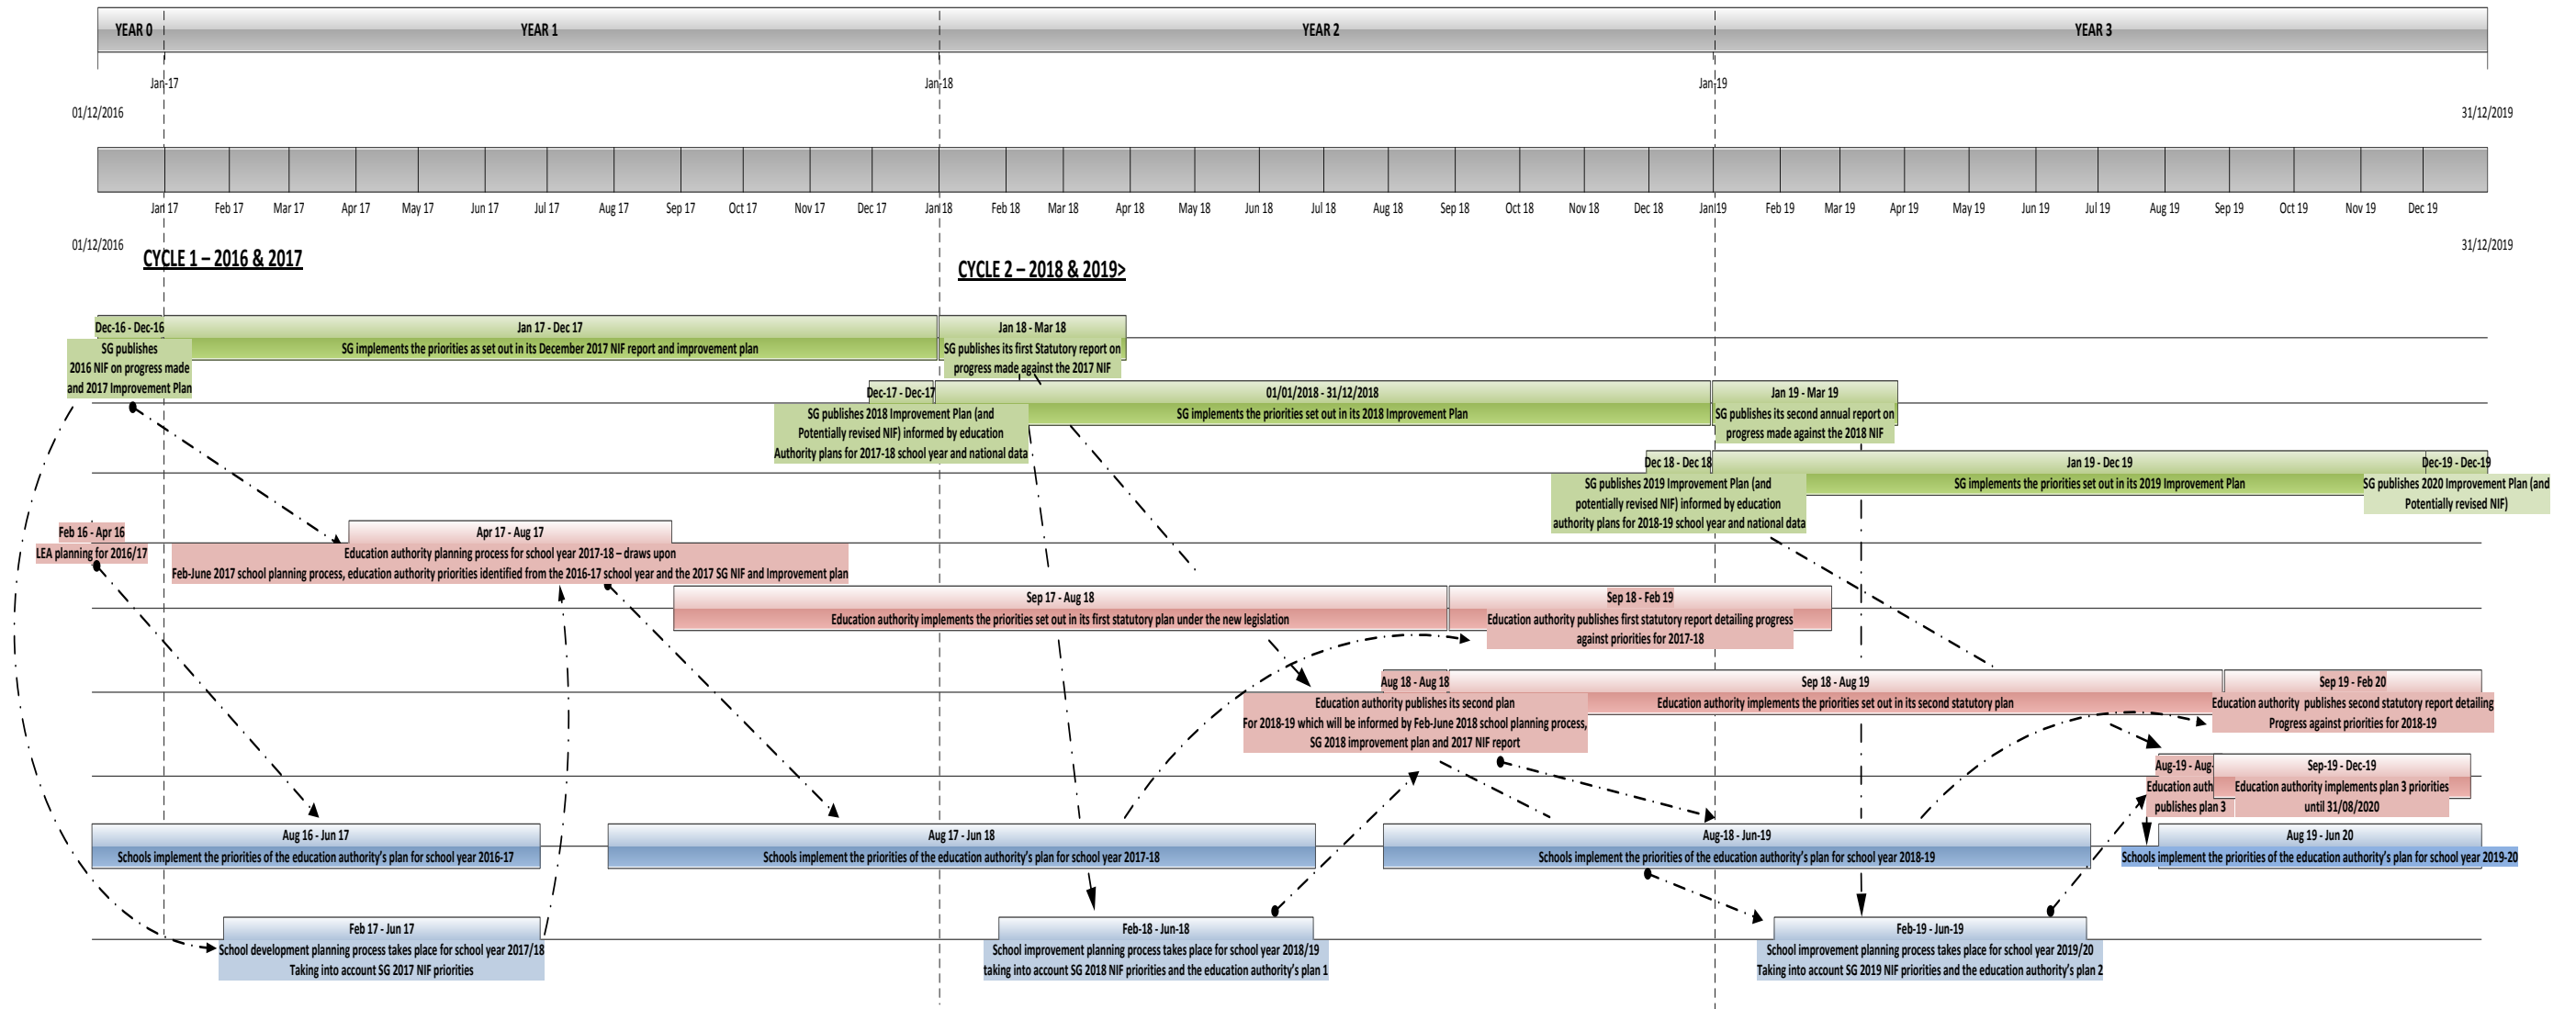 YEAR 0
YEAR 1
YEAR 2
YEAR 3
Jan-17
Jan-18
Jan-19
01/12/2016
31/12/2019
Jan 17
Feb 17
Mar 17
Apr 17
May 17
Jun 17
Jul 17
Aug 17
Sep 17
Oct 17
Nov 17
Dec 17
Jan 18
Feb 18
Mar 18
Apr 18
May 18
Jun 18
Jul 18
Aug 18
Sep 18
Oct 18
Nov 18
Dec 18
Jan 19
Feb 19
Mar 19
Apr 19
May 19
Jun 19
Jul 19
Aug 19
Sep 19
Oct 19
Nov 19
Dec 19
01/12/2016
31/12/2019
CYCLE 1 – 2016 & 2017
CYCLE 2 – 2018 & 2019>
Dec-16 - Dec-16
SG publishes
2016 NIF on progress made
and 2017 Improvement Plan
Jan 17 - Dec 17
SG implements the priorities as set out in its December 2017 NIF report and improvement plan
Jan 18 - Mar 18
SG publishes its first Statutory report on
progress made against the 2017 NIF
Dec-17 - Dec-17
SG publishes 2018 Improvement Plan (and
Potentially revised NIF) informed by education
Authority plans for 2017-18 school year and national data
01/01/2018 - 31/12/2018
SG implements the priorities set out in its 2018 Improvement Plan
Jan 19 - Mar 19
SG publishes its second annual report on
progress made against the 2018 NIF
Dec 18 - Dec 18
SG publishes 2019 Improvement Plan (and
potentially revised NIF) informed by education
authority plans for 2018-19 school year and national data
Jan 19 - Dec 19
SG implements the priorities set out in its 2019 Improvement Plan
Dec-19 - Dec-19
SG publishes 2020 Improvement Plan (and
Potentially revised NIF)
Feb 16 - Apr 16
LEA planning for 2016/17
Apr 17 - Aug 17
Education authority planning process for school year 2017-18 – draws upon
Feb-June 2017 school planning process, education authority priorities identified from the 2016-17 school year and the 2017 SG NIF and Improvement plan
Sep 17 - Aug 18
Education authority implements the priorities set out in its first statutory plan under the new legislation
Sep 18 - Feb 19
Education authority publishes first statutory report detailing progress
against priorities for 2017-18
Aug 18 - Aug 18
Education authority publishes its second plan
For 2018-19 which will be informed by Feb-June 2018 school planning process,
SG 2018 improvement plan and 2017 NIF report
Sep 18 - Aug 19
Education authority implements the priorities set out in its second statutory plan
Sep 19 - Feb 20
Education authority publishes second statutory report detailing
Progress against priorities for 2018-19
Aug-19 - Aug-
Education auth
publishes plan 3
Sep-19 - Dec-19
Education authority implements plan 3 priorities
until 31/08/2020
Aug 16 - Jun 17
Schools implement the priorities of the education authority's plan for school year 2016-17
Aug 17 - Jun 18
Schools implement the priorities of the education authority's plan for school year 2017-18
Aug-18 - Jun-19
Schools implement the priorities of the education authority's plan for school year 2018-19
Aug 19 - Jun 20
Schools implement the priorities of the education authority's plan for school year 2019-20
Feb 17 - Jun 17
School development planning process takes place for school year 2017/18
Taking into account SG 2017 NIF priorities
Feb-18 - Jun-18
School improvement planning process takes place for school year 2018/19
taking into account SG 2018 NIF priorities and the education authority's plan 1
Feb-19 - Jun-19
School improvement planning process takes place for school year 2019/20
Taking into account SG 2019 NIF priorities and the education authority's plan 2